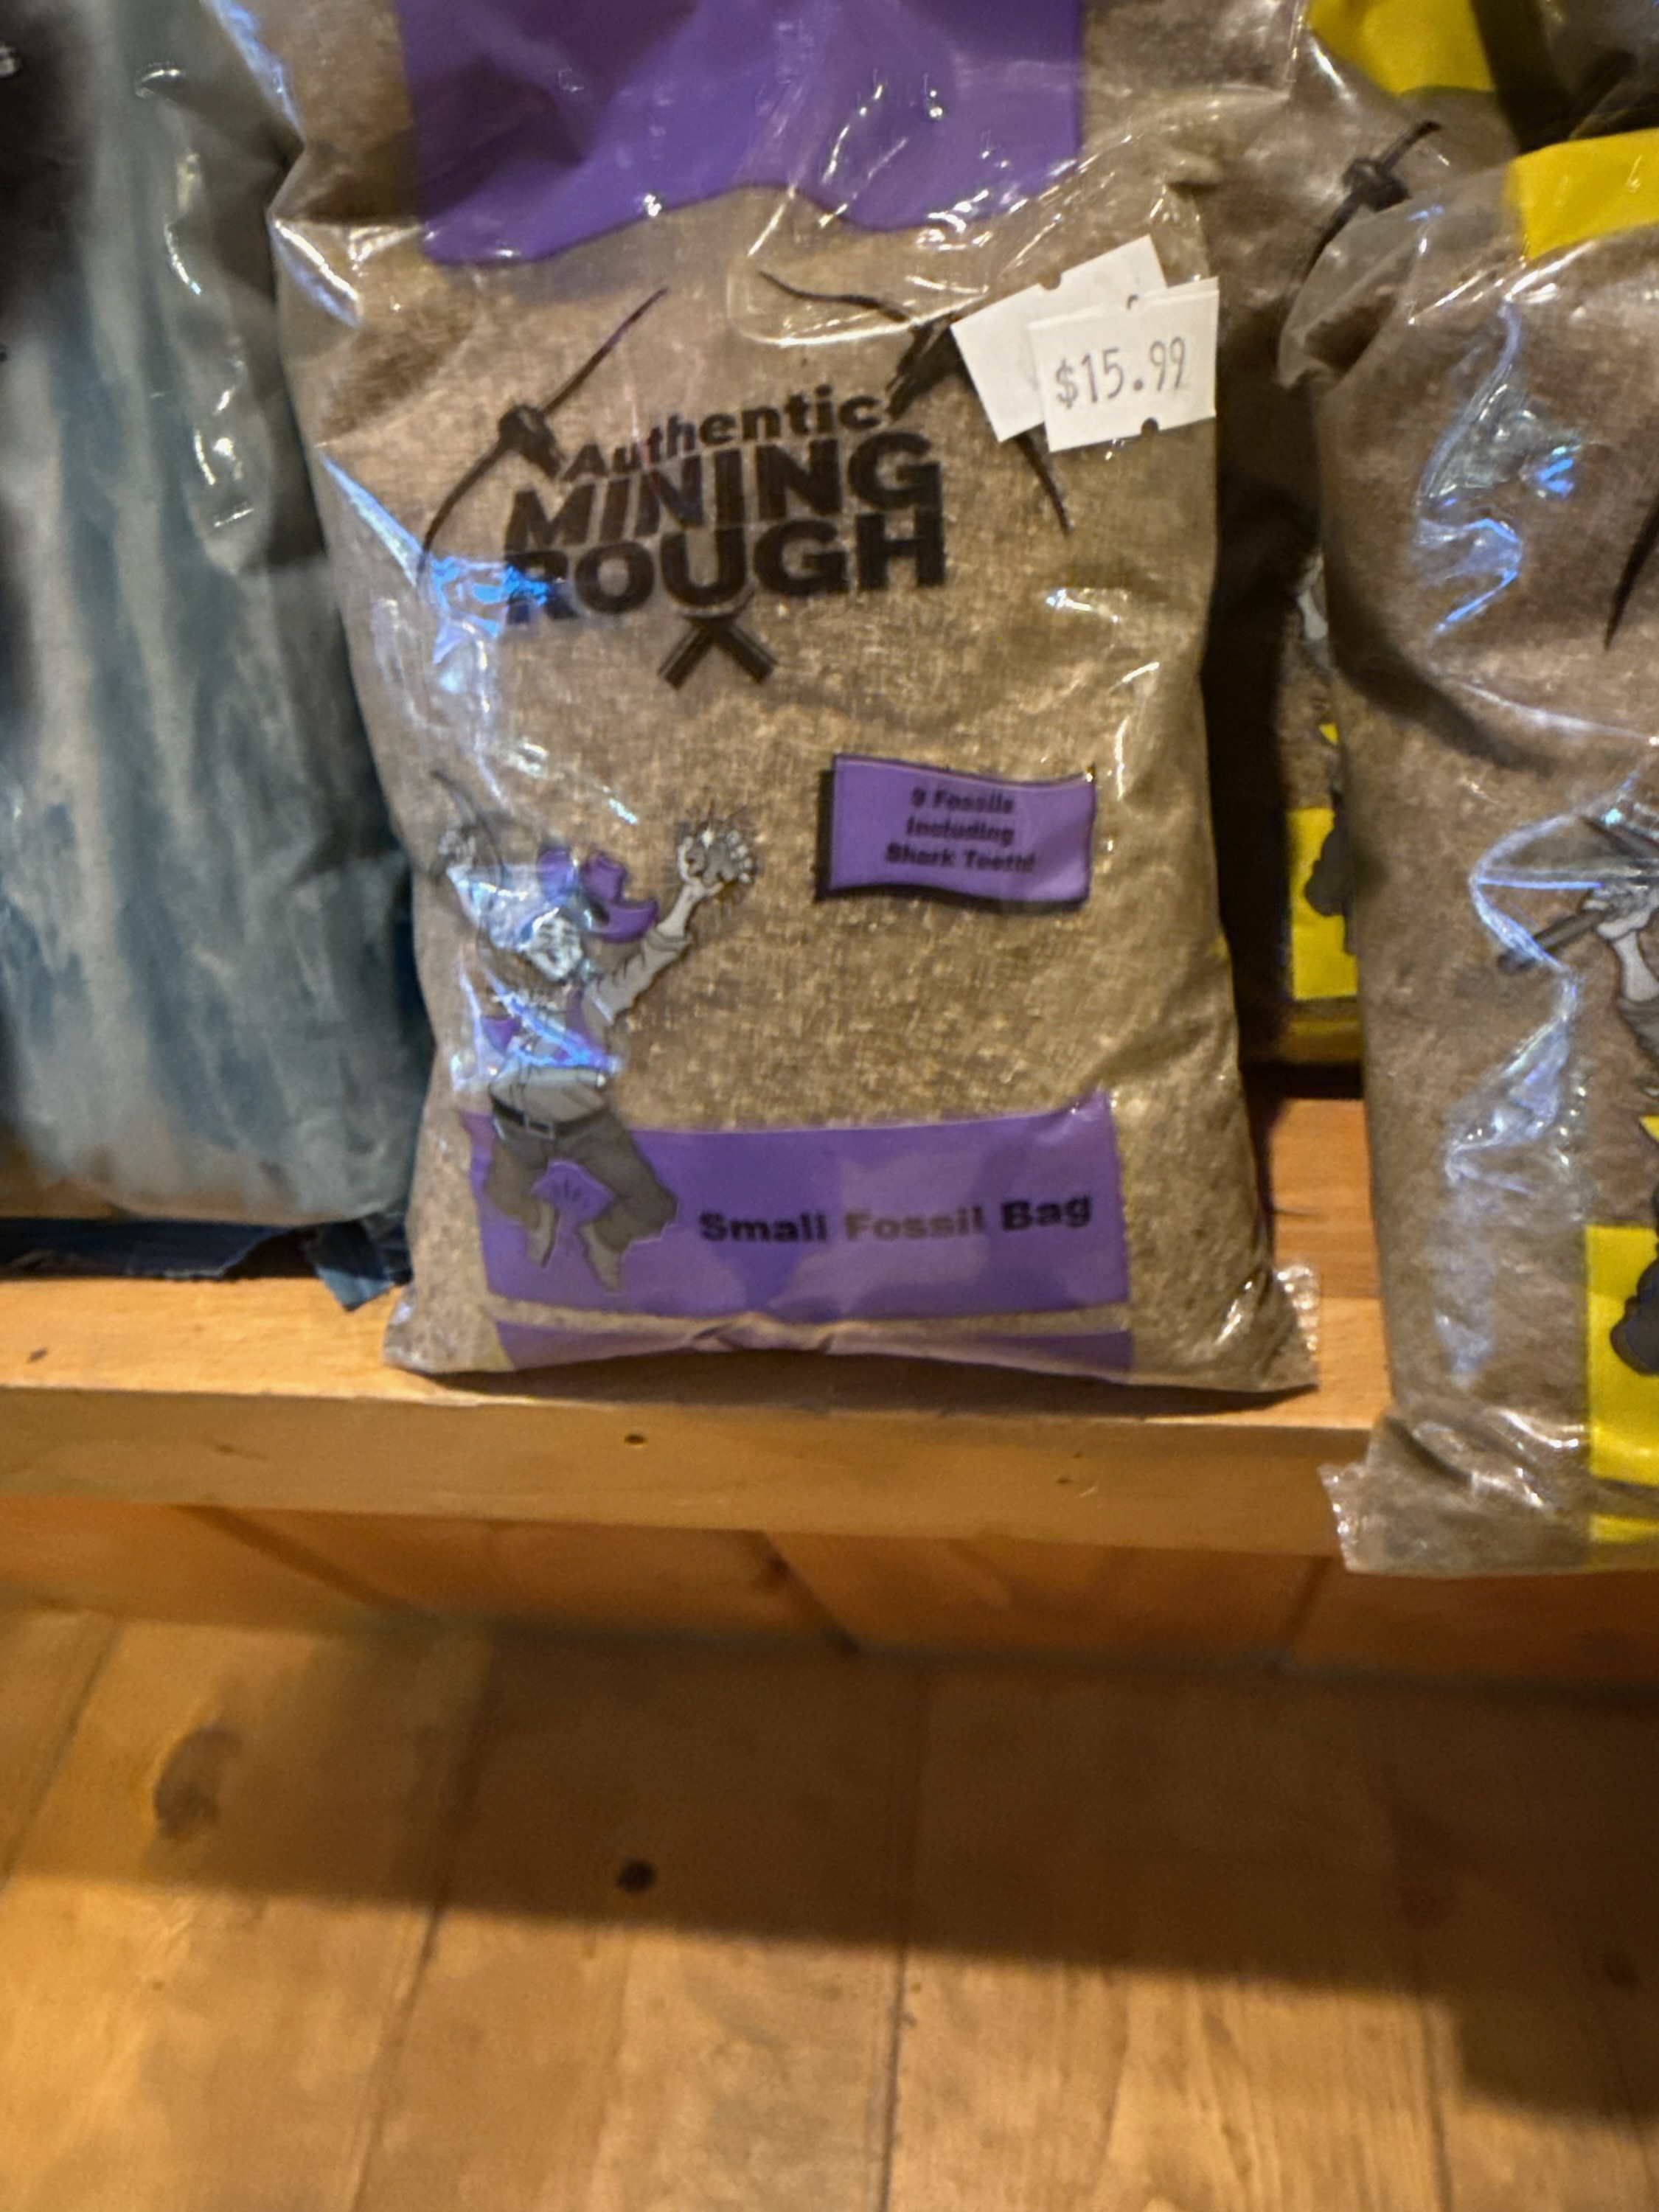 $15.99
Authentic
MINING
ROUGH
9 Fossils
Including
Shark Teeth!
Small Fossil Bag